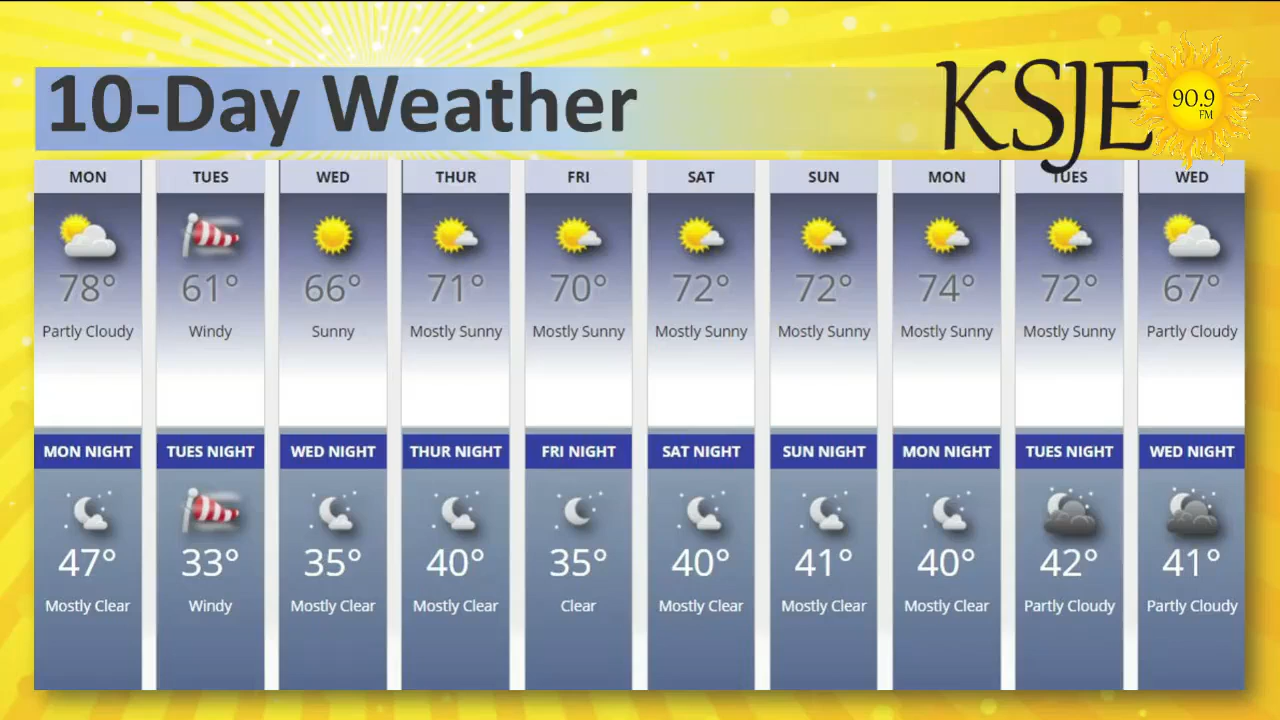 10-Day Weather
KSJE
90.9
FM
MON TUES WED THUR FRI SAT SUN MON TUES WED
78° 61° 66° 71° 70° 72° 72° 74° 72° 67°
Partly Cloudy Windy Sunny Mostly Sunny Mostly Sunny Mostly Sunny Mostly Sunny Mostly Sunny Mostly Sunny Partly Cloudy
MON NIGHT TUES NIGHT WED NIGHT THUR NIGHT FRI NIGHT SAT NIGHT SUN NIGHT MON NIGHT TUES NIGHT WED NIGHT
47° 33° 35° 40° 35° 40° 41° 40° 42° 41°
Mostly Clear Windy Mostly Clear Mostly Clear Clear Mostly Clear Mostly Clear Mostly Clear Partly Cloudy Partly Cloudy